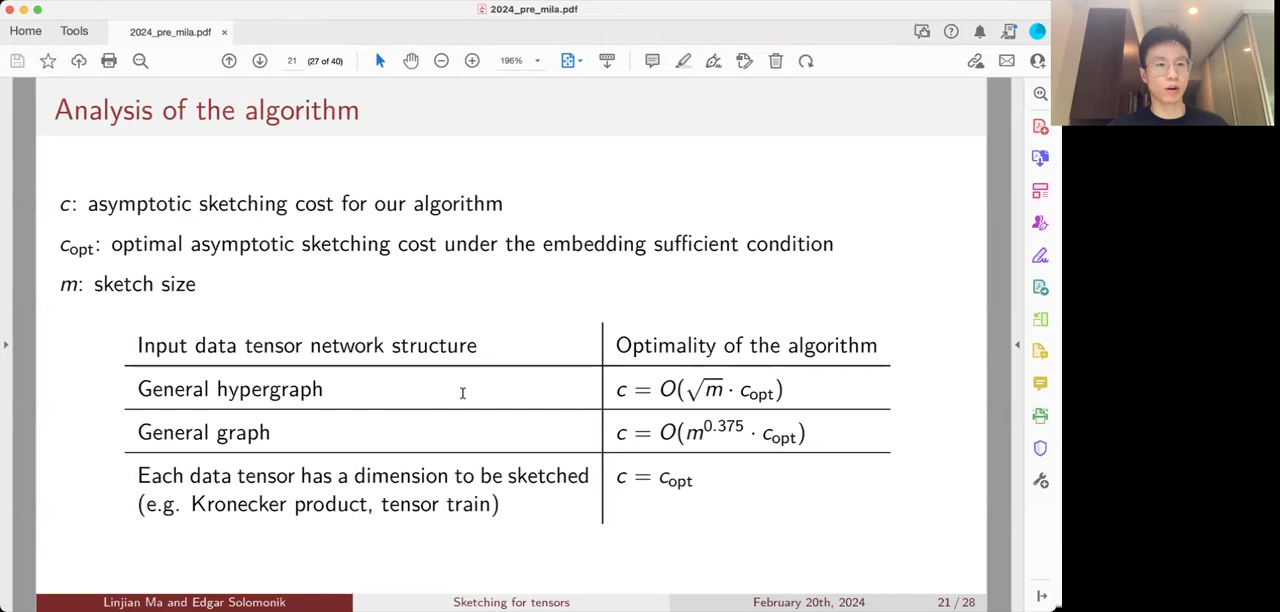 2024_pre_mila.pdf
Home Tools 2024_pre_mila.pdf ×
21 (27 of 40) 196%
Analysis of the algorithm
c: asymptotic sketching cost for our algorithm
c_opt: optimal asymptotic sketching cost under the embedding sufficient condition
m: sketch size
Input data tensor network structure Optimality of the algorithm
General hypergraph c = O(√m · c_opt)
General graph c = O(m^0.375 · c_opt)
Each data tensor has a dimension to be sketched c = c_opt
(e.g. Kronecker product, tensor train)
Linjian Ma and Edgar Solomonik Sketching for tensors February 20th, 2024 21 / 28